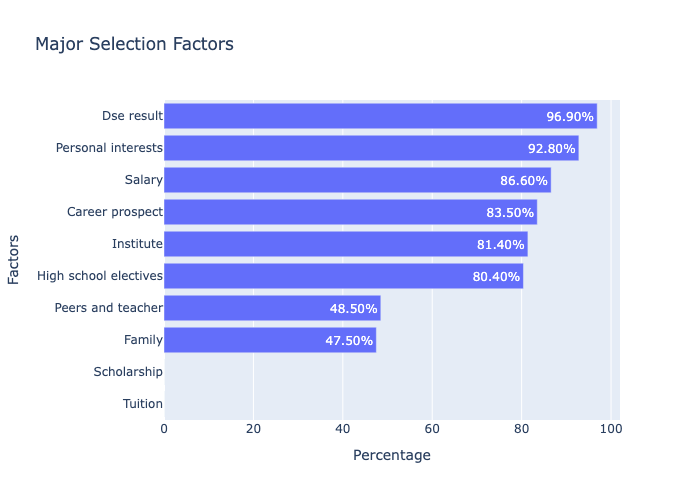 Major Selection Factors
Dse result 96.90%
Personal interests 92.80%
Salary 86.60%
Career prospect 83.50%
Institute 81.40%
High school electives 80.40%
Peers and teacher 48.50%
Family 47.50%
Scholarship
Tuition
Factors
0 20 40 60 80 100
Percentage